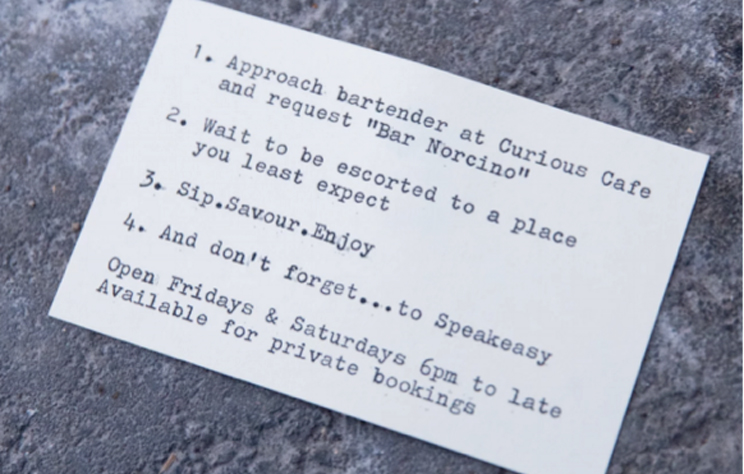 1. Approach bartender at Curious Cafe
and request "Bar Norcino"
2. Wait to be escorted to a place
you least expect
3. Sip.Savour.Enjoy
4. And don't forget...to Speakeasy
Open Fridays & Saturdays 6pm to late
Available for private bookings